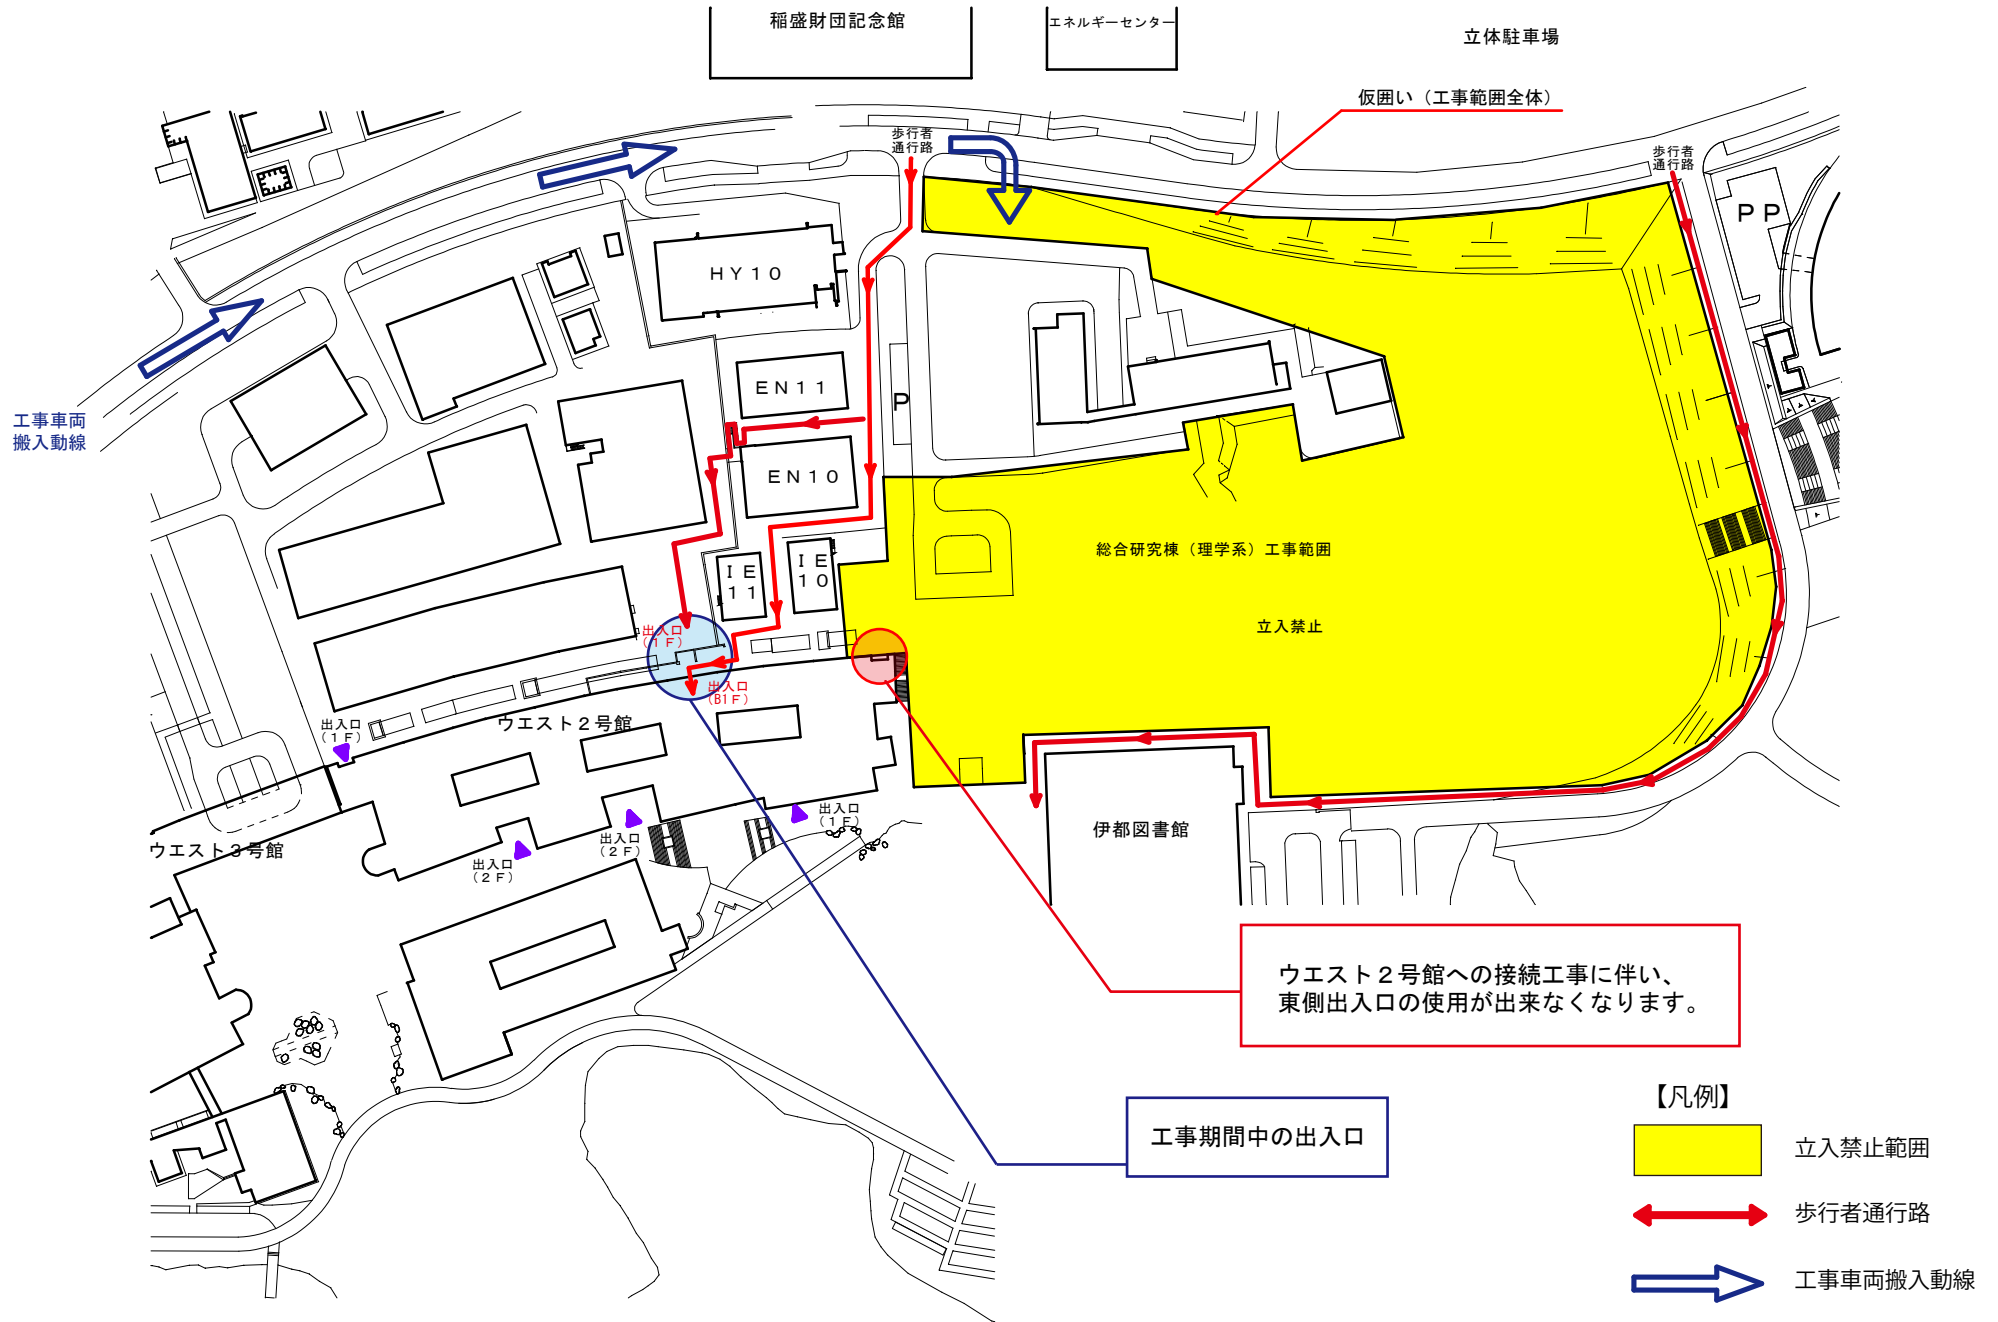 稲盛財団記念館
エネルギーセンター
立体駐車場
仮囲い（工事範囲全体）
歩行者
通行路
歩行者
通行路
ＰＰ
ＨＹ１０
ＥＮ１１
Ｐ
工事車両
搬入動線
ＥＮ１０
総合研究棟（理学系）工事範囲
ＩＥ
１１
ＩＥ
１０
立入禁止
出入口
（１Ｆ）
出入口
（B1Ｆ）
ウエスト２号館
出入口
（１Ｆ）
出入口
（１Ｆ）
伊都図書館
出入口
（２Ｆ）
ウエスト３号館
出入口
（２Ｆ）
ウエスト２号館への接続工事に伴い、
東側出入口の使用が出来なくなります。
工事期間中の出入口
【凡例】
立入禁止範囲
歩行者通行路
工事車両搬入動線